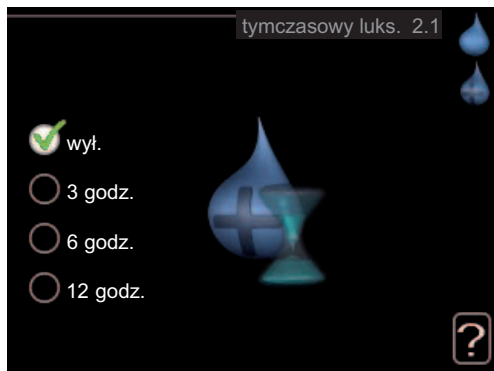 tymczasowy luks. 2.1
wył.
3 godz.
6 godz.
12 godz.
?